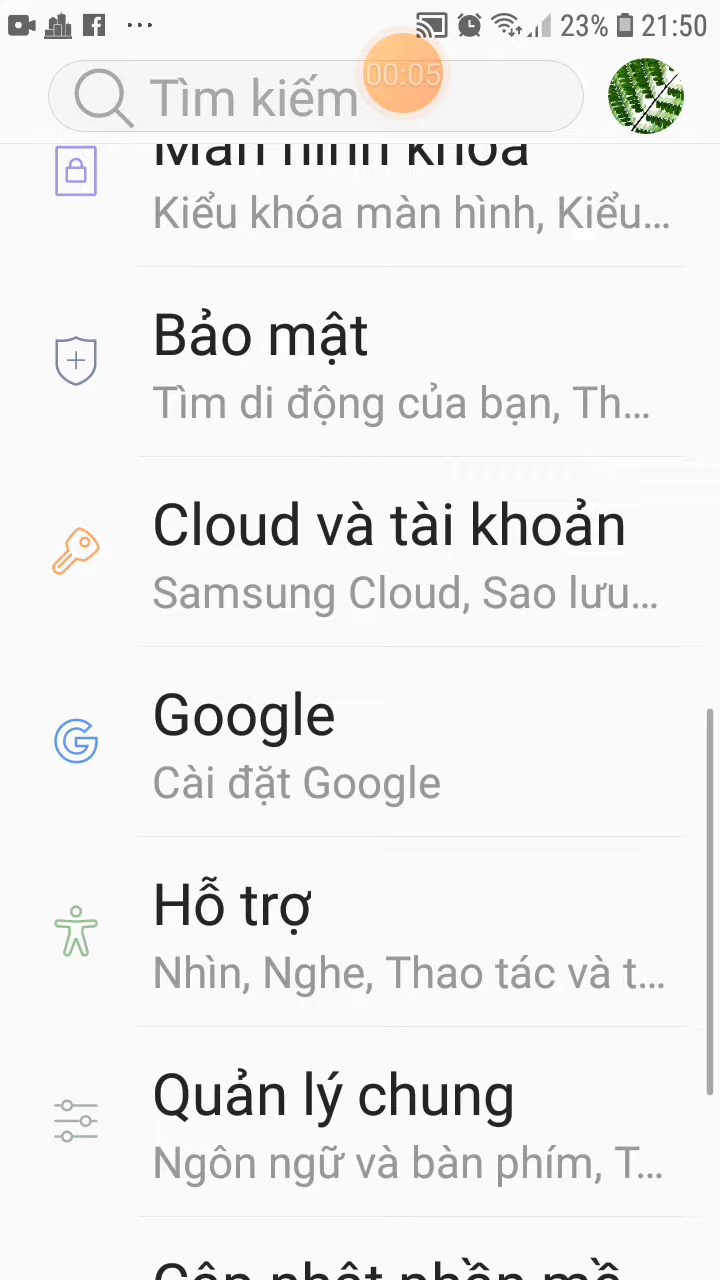 23% 21:50
00:05
Tìm kiếm
Màn hình khóa
Kiểu khóa màn hình, Kiểu...
Bảo mật
Tìm di động của bạn, Th...
Cloud và tài khoản
Samsung Cloud, Sao lưu...
Google
Cài đặt Google
Hỗ trợ
Nhìn, Nghe, Thao tác và t...
Quản lý chung
Ngôn ngữ và bàn phím, T...
Cập nhật phần mề